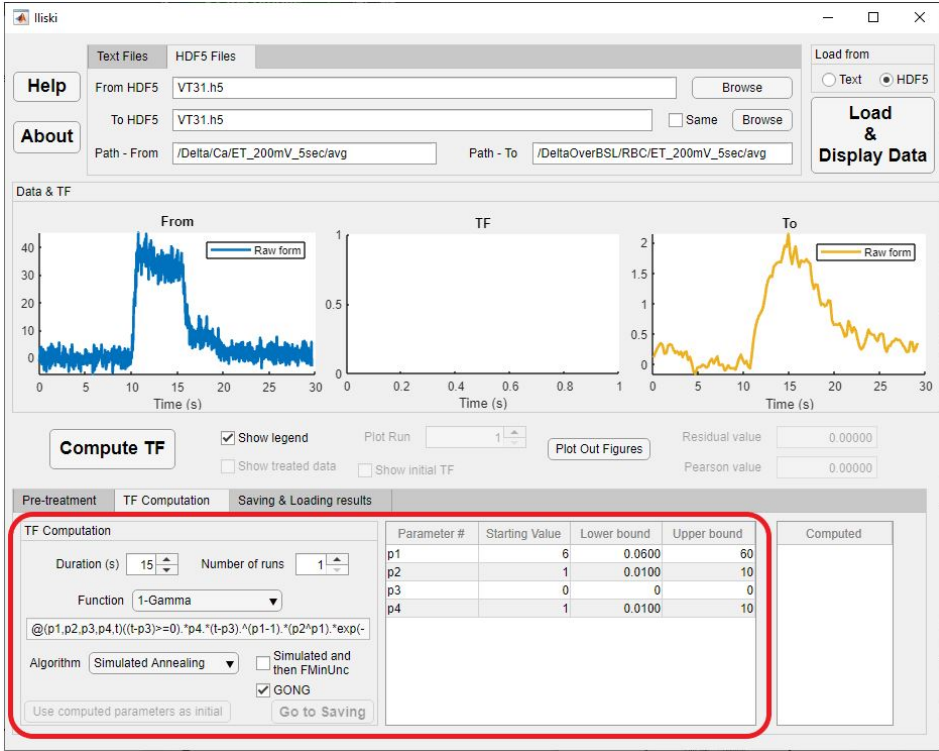 Iliski
Text Files HDF5 Files
Load from
Text HDF5
Help
From HDF5 VT31.h5 Browse
To HDF5 VT31.h5 Same Browse
About
Path - From /Delta/Ca/ET_200mV_5sec/avg Path - To /DeltaOverBSL/RBC/ET_200mV_5sec/avg
Load
&
Display Data
Data & TF
From
Raw form
40
30
20
10
0
0 5 10 15 20 25 30
Time (s)
TF
1
0.5
0
0 0.2 0.4 0.6 0.8 1
Time (s)
To
Raw form
2
1.5
1
0.5
0
0 5 10 15 20 25 30
Time (s)
Compute TF
Show legend Plot Run 1
Show treated data Show initial TF
Plot Out Figures
Residual value 0.00000
Pearson value 0.00000
Pre-treatment TF Computation Saving & Loading results
TF Computation
Duration (s) 15 Number of runs 1
Function 1-Gamma
@(p1,p2,p3,p4,t)((t-p3)>=0).*p4.*(t-p3).^(p1-1).*(p2^p1).*exp(-
Algorithm Simulated Annealing
Simulated and
then FMinUnc
GONG
Use computed parameters as initial Go to Saving
Parameter # Starting Value Lower bound Upper bound
p1 6 0.0600 60
p2 1 0.0100 10
p3 0 0 0
p4 1 0.0100 10
Computed